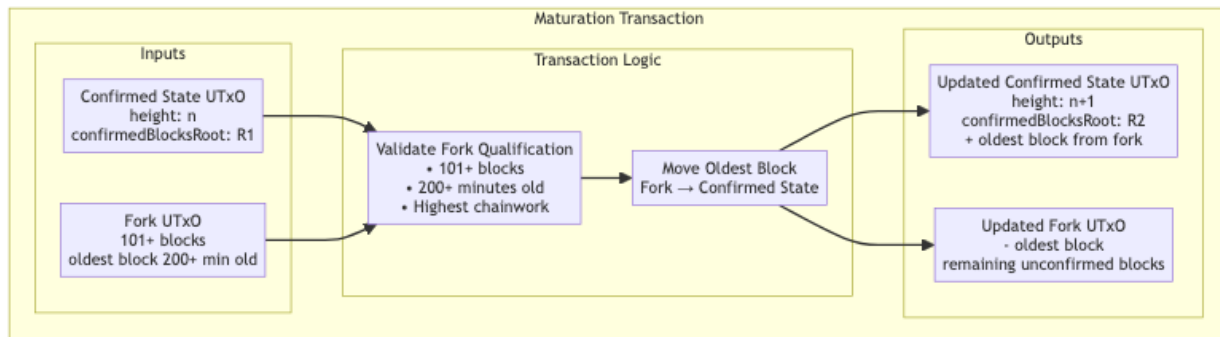 Maturation Transaction
Inputs
Confirmed State UTxO
height: n
confirmedBlocksRoot: R1
Fork UTxO
101+ blocks
oldest block 200+ min old
Transaction Logic
Validate Fork Qualification
• 101+ blocks
• 200+ minutes old
• Highest chainwork
Move Oldest Block
Fork → Confirmed State
Outputs
Updated Confirmed State UTxO
height: n+1
confirmedBlocksRoot: R2
+ oldest block from fork
Updated Fork UTxO
- oldest block
remaining unconfirmed blocks